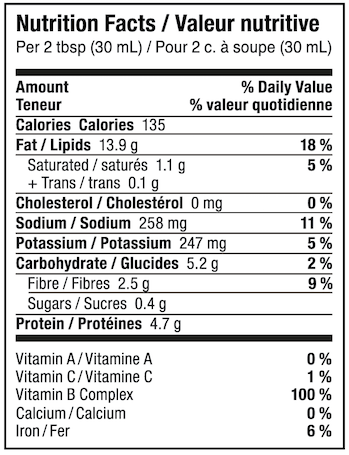 Nutrition Facts / Valeur nutritive
Per 2 tbsp (30 mL) / Pour 2 c. à soupe (30 mL)
Amount % Daily Value
Teneur % valeur quotidienne
Calories Calories 135
Fat / Lipids 13.9 g 18 %
Saturated / saturés 1.1 g 5 %
+ Trans / trans 0.1 g
Cholesterol / Cholestérol 0 mg 0 %
Sodium / Sodium 258 mg 11 %
Potassium / Potassium 247 mg 5 %
Carbohydrate / Glucides 5.2 g 2 %
Fibre / Fibres 2.5 g 9 %
Sugars / Sucres 0.4 g
Protein / Protéines 4.7 g
Vitamin A / Vitamine A 0 %
Vitamin C / Vitamine C 1 %
Vitamin B Complex 100 %
Calcium / Calcium 0 %
Iron / Fer 6 %